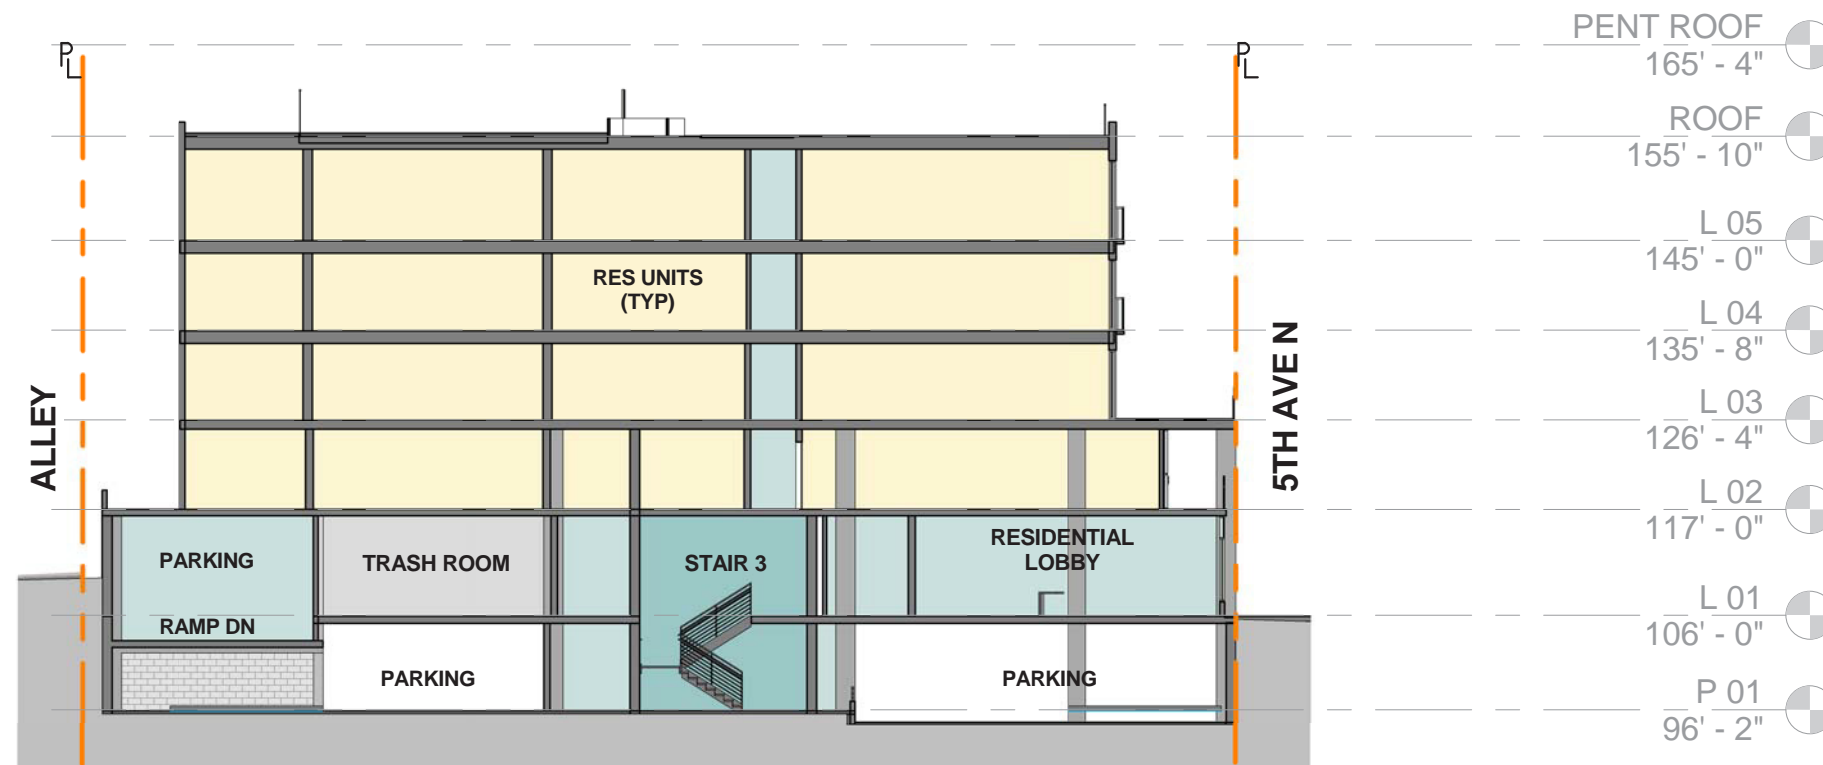 PL
PL
PENT ROOF
165' - 4"
ROOF
155' - 10"
L 05
145' - 0"
RES UNITS
(TYP)
L 04
135' - 8"
ALLEY
5TH AVE N
L 03
126' - 4"
L 02
117' - 0"
PARKING
TRASH ROOM
STAIR 3
RESIDENTIAL
LOBBY
RAMP DN
L 01
106' - 0"
PARKING
PARKING
P 01
96' - 2"